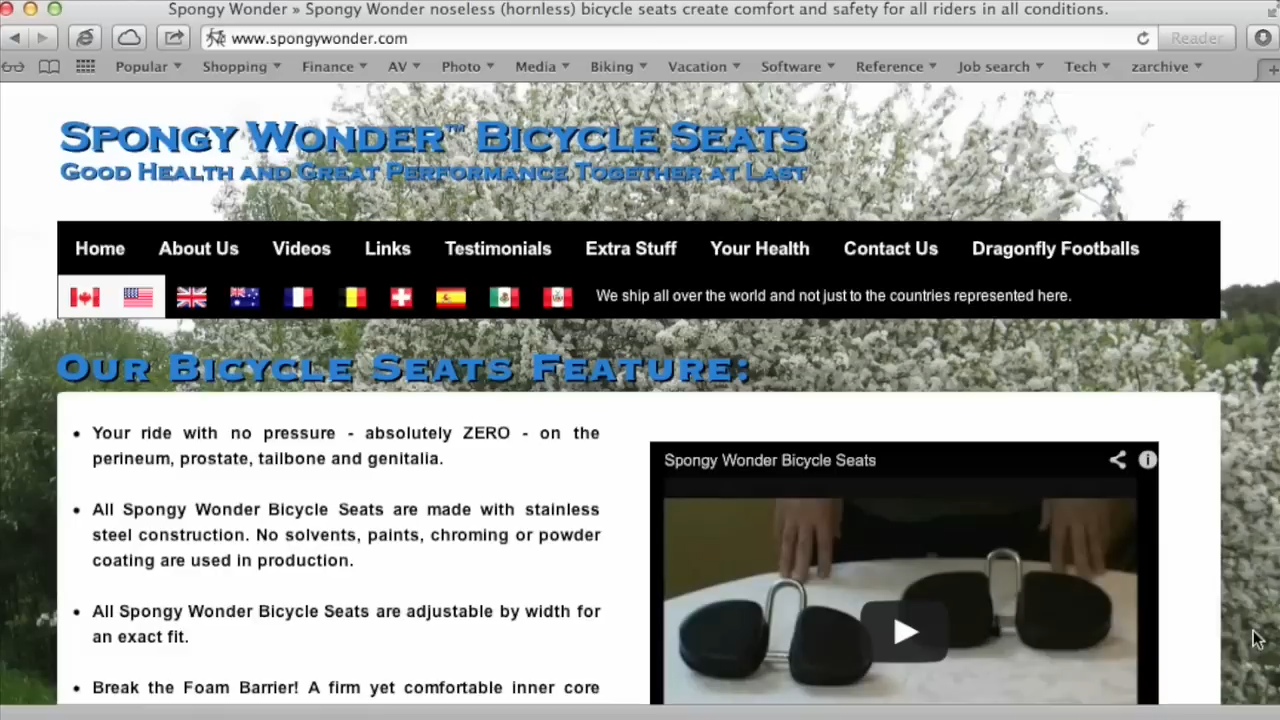 Spongy Wonder » Spongy Wonder noseless (hornless) bicycle seats create comfort and safety for all riders in all conditions.
www.spongywonder.com
Reader
Popular Shopping Finance AV Photo Media Biking Vacation Software Reference Job search Tech zarchive
Spongy Wonder™ Bicycle Seats
Good Health and Great Performance Together at Last
Home About Us Videos Links Testimonials Extra Stuff Your Health Contact Us Dragonfly Footballs
We ship all over the world and not just to the countries represented here.
Our Bicycle Seats Feature:
• Your ride with no pressure - absolutely ZERO - on the
perineum, prostate, tailbone and genitalia.
• All Spongy Wonder Bicycle Seats are made with stainless
steel construction. No solvents, paints, chroming or powder
coating are used in production.
• All Spongy Wonder Bicycle Seats are adjustable by width for
an exact fit.
• Break the Foam Barrier! A firm yet comfortable inner core
Spongy Wonder Bicycle Seats